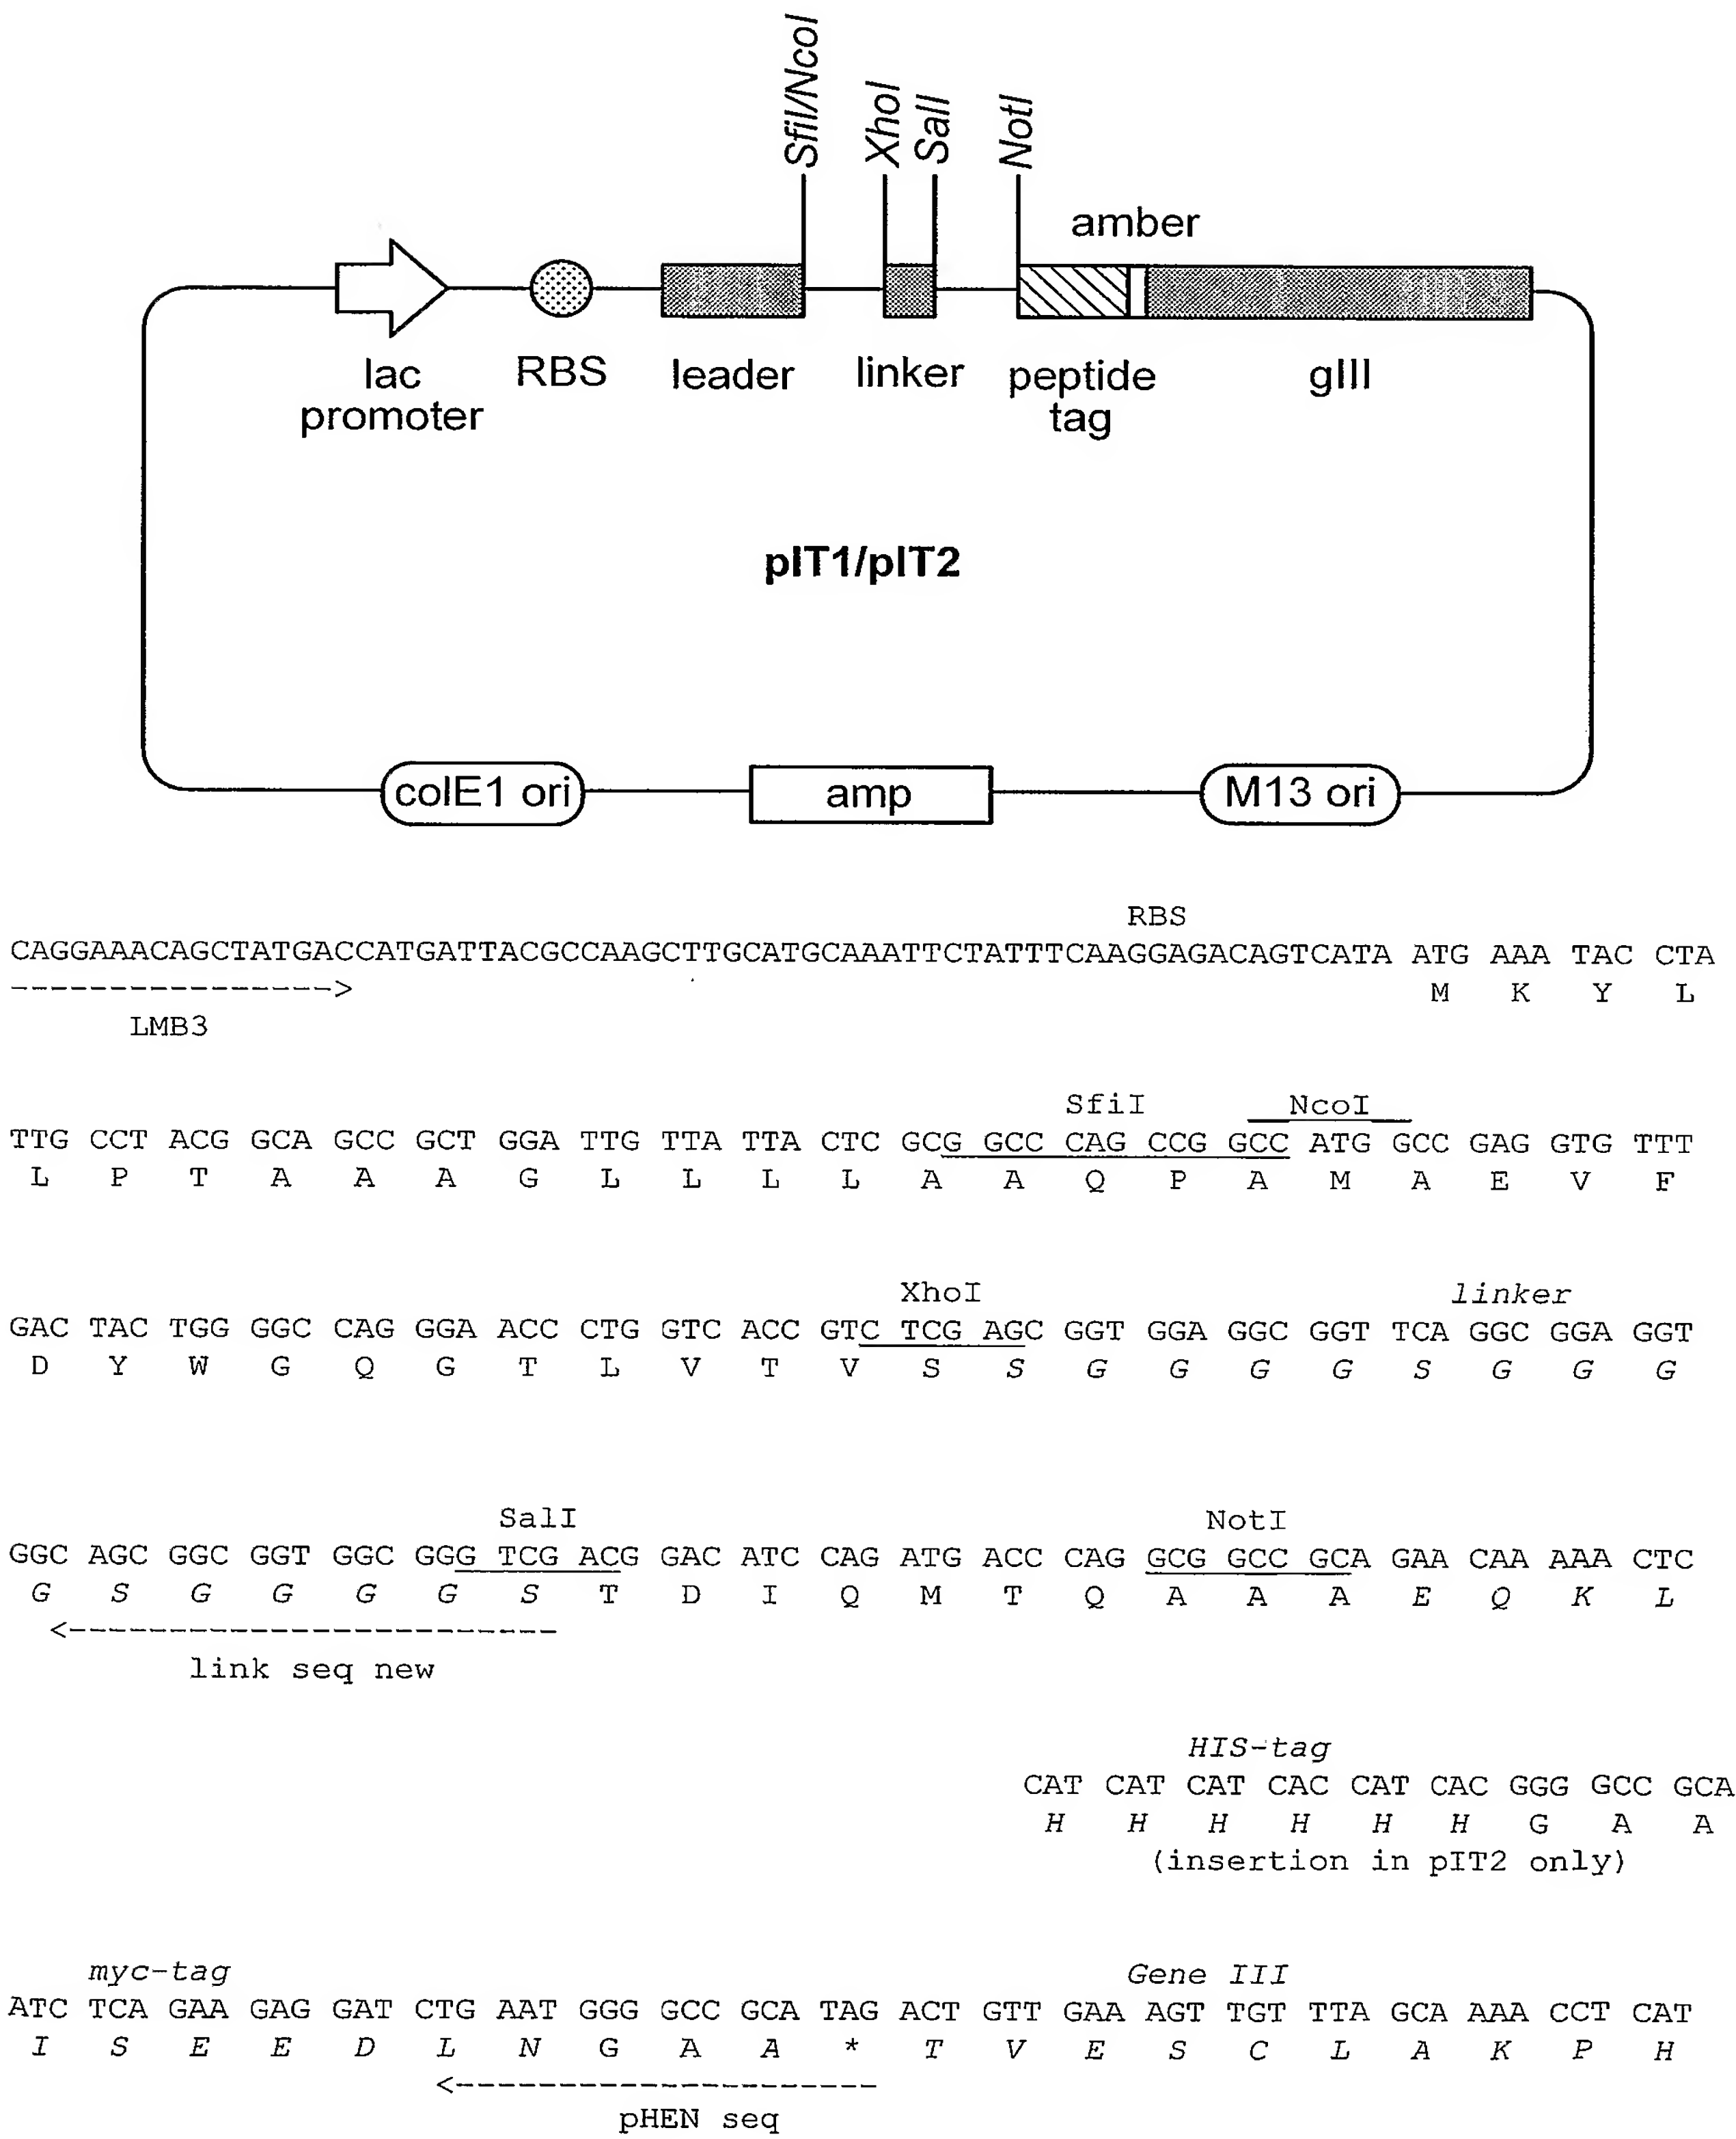 SfiI/NcoI
XhoI
SalI
NotI
amber
lac
promoter
RBS
leader
linker
peptide
tag
gIII
pIT1/pIT2
colE1 ori
amp
M13 ori
RBS
CAGGAAACAGCTATGACCATGATTACGCCAAGCTTGCATGCAAATTCTATTTCAAGGAGACAGTCATA ATG AAA TAC CTA
M K Y L
LMB3
SfiI NcoI
TTG CCT ACG GCA GCC GCT GGA TTG TTA TTA CTC GCG GCC CAG CCG GCC ATG GCC GAG GTG TTT
L P T A A A G L L L L A A Q P A M A E V F
XhoI linker
GAC TAC TGG GGC CAG GGA ACC CTG GTC ACC GTC TCG AGC GGT GGA GGC GGT TCA GGC GGA GGT
D Y W G Q G T L V T V S S G G G G S G G G
SalI NotI
GGC AGC GGC GGT GGC GGG TCG ACG GAC ATC CAG ATG ACC CAG GCG GCC GCA GAA CAA AAA CTC
G S G G G G S T D I Q M T Q A A A E Q K L
link seq new
HIS-tag
CAT CAT CAT CAC CAT CAC GGG GCC GCA
H H H H H H G A A
(insertion in pIT2 only)
myc-tag Gene III
ATC TCA GAA GAG GAT CTG AAT GGG GCC GCA TAG ACT GTT GAA AGT TGT TTA GCA AAA CCT CAT
I S E E D L N G A A * T V E S C L A K P H
pHEN seq